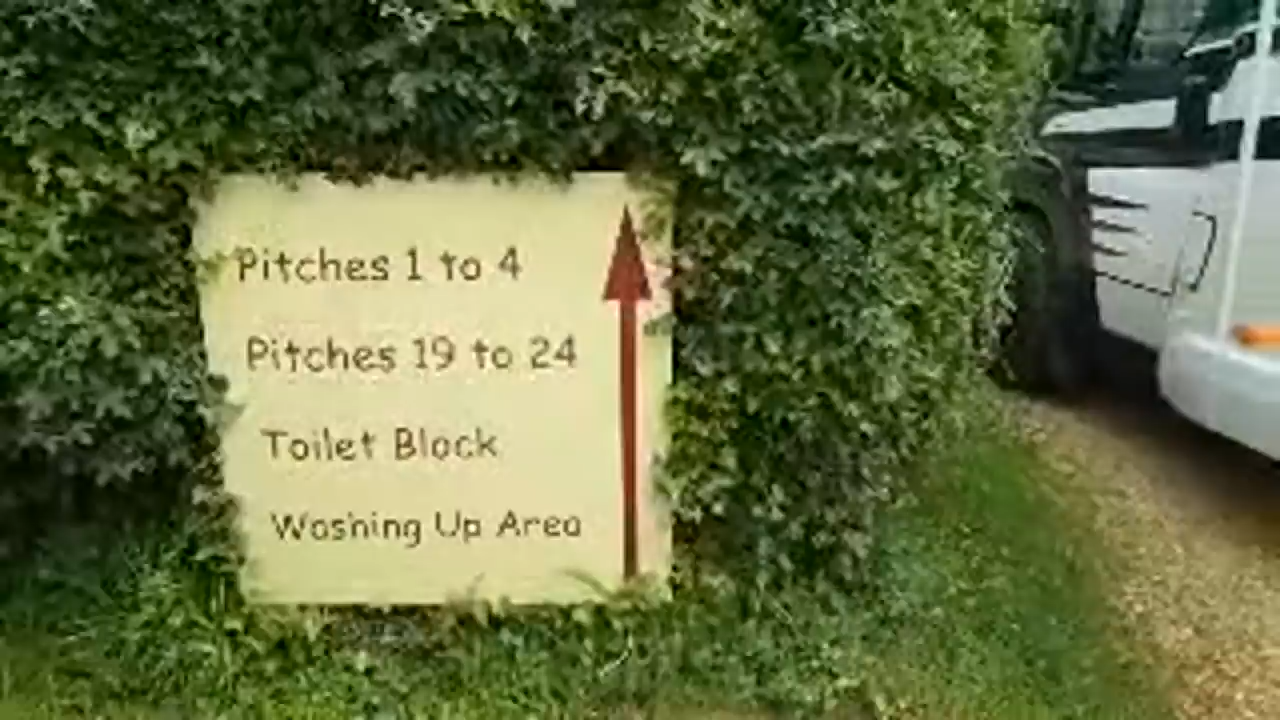 Pitches 1 to 4
Pitches 19 to 24
Toilet Block
Washing Up Area